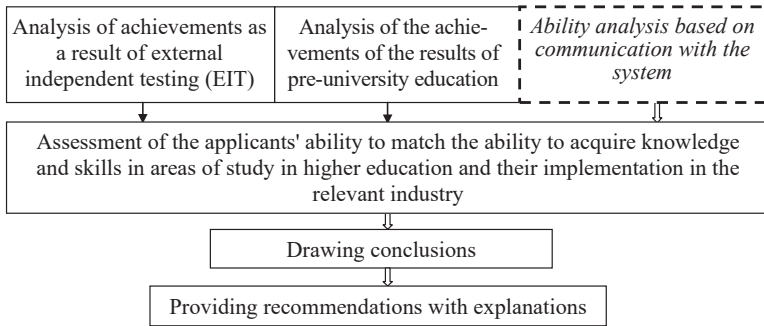 Analysis of achievements as
a result of external
independent testing (EIT)
Analysis of the achie-
vements of the results of
pre-university education
Ability analysis based on
communication with the
system
Assessment of the applicants' ability to match the ability to acquire knowledge
and skills in areas of study in higher education and their implementation in the
relevant industry
Drawing conclusions
Providing recommendations with explanations